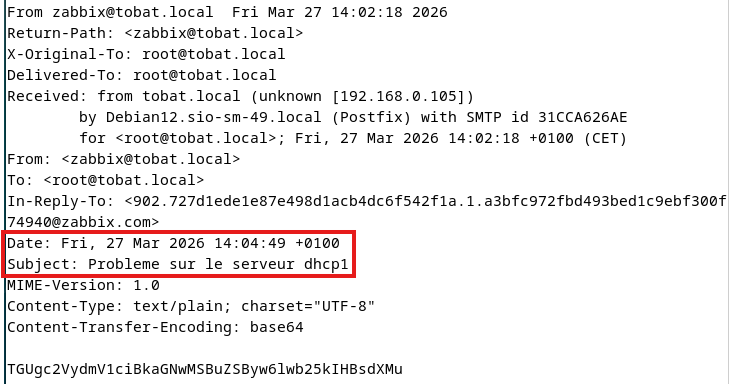 From zabbix@tobat.local  Fri Mar 27 14:02:18 2026
Return-Path: <zabbix@tobat.local>
X-Original-To: root@tobat.local
Delivered-To: root@tobat.local
Received: from tobat.local (unknown [192.168.0.105])
        by Debian12.sio-sm-49.local (Postfix) with SMTP id 31CCA626AE
        for <root@tobat.local>; Fri, 27 Mar 2026 14:02:18 +0100 (CET)
From: <zabbix@tobat.local>
To: <root@tobat.local>
In-Reply-To: <902.727d1ede1e87e498d1acb4dc6f542f1a.1.a3bfc972fbd493bed1c9ebf300f
74940@zabbix.com>
Date: Fri, 27 Mar 2026 14:04:49 +0100
Subject: Probleme sur le serveur dhcp1
MIME-Version: 1.0
Content-Type: text/plain; charset="UTF-8"
Content-Transfer-Encoding: base64

TGUgc2VydmV1ciBkaGNwMSBuZSByw6lwb25kIHBsdXMu